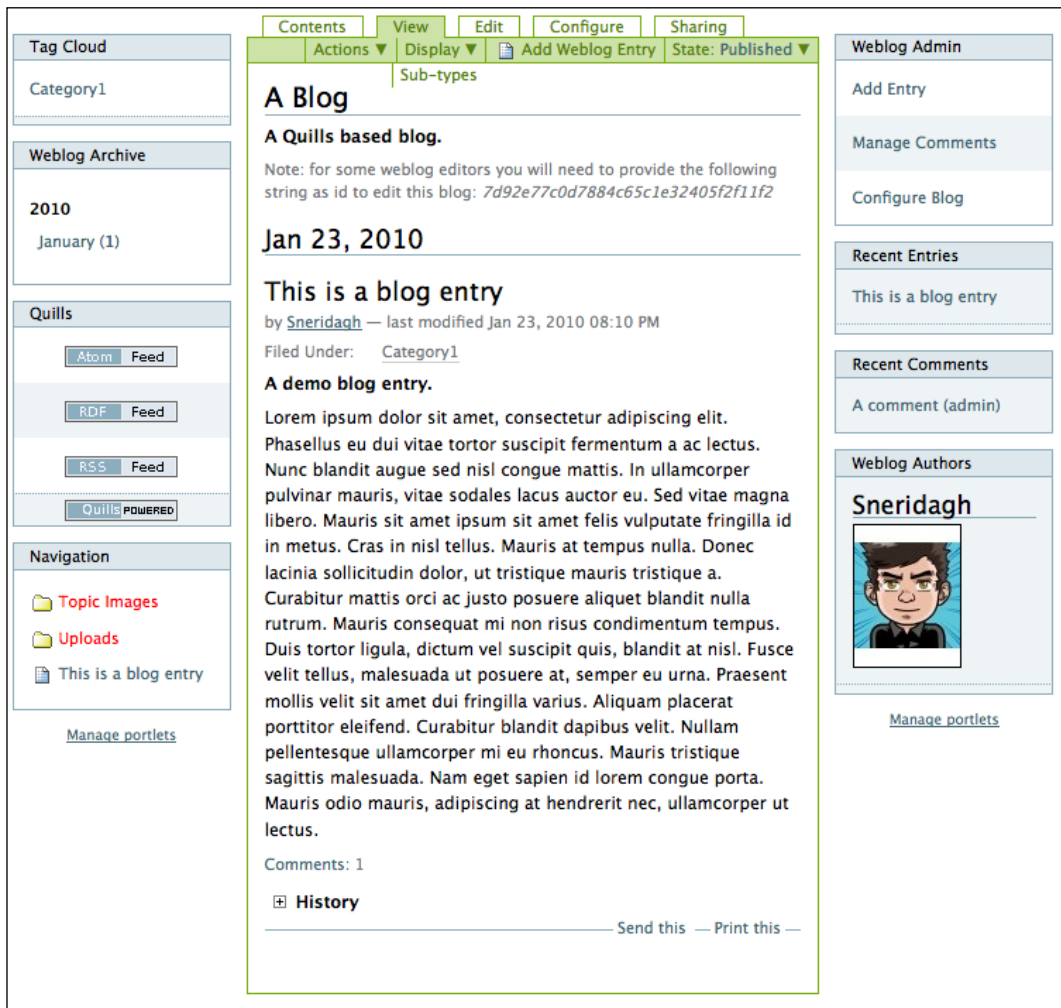 Contents
View
Edit
Configure
Sharing
Actions ▼
Display ▼
Add Weblog Entry
State: Published ▼
Sub-types
Tag Cloud
Category1
Weblog Archive
2010
January (1)
Quills
Atom Feed
RDF Feed
RSS Feed
Quills POWERED
Navigation
Topic Images
Uploads
This is a blog entry
Manage portlets
A Blog
A Quills based blog.
Note: for some weblog editors you will need to provide the following
string as id to edit this blog: 7d92e77c0d7884c65c1e32405f2f11f2
Jan 23, 2010
This is a blog entry
by Sneridagh — last modified Jan 23, 2010 08:10 PM
Filed Under: Category1
A demo blog entry.
Lorem ipsum dolor sit amet, consectetur adipiscing elit.
Phasellus eu dui vitae tortor suscipit fermentum a ac lectus.
Nunc blandit augue sed nisl congue mattis. In ullamcorper
pulvinar mauris, vitae sodales lacus auctor eu. Sed vitae magna
libero. Mauris sit amet ipsum sit amet felis vulputate fringilla id
in metus. Cras in nisl tellus. Mauris at tempus nulla. Donec
lacinia sollicitudin dolor, ut tristique mauris tristique a.
Curabitur mattis orci ac justo posuere aliquet blandit nulla
rutrum. Mauris consequat mi non risus condimentum tempus.
Duis tortor ligula, dictum vel suscipit quis, blandit at nisl. Fusce
velit tellus, malesuada ut posuere at, semper eu urna. Praesent
mollis velit sit amet dui fringilla varius. Aliquam placerat
porttitor eleifend. Curabitur blandit dapibus velit. Nullam
pellentesque ullamcorper mi eu rhoncus. Mauris tristique
sagittis malesuada. Nam eget sapien id lorem congue porta.
Mauris odio mauris, adipiscing at hendrerit nec, ullamcorper ut
lectus.
Comments: 1
History
Send this — Print this —
Weblog Admin
Add Entry
Manage Comments
Configure Blog
Recent Entries
This is a blog entry
Recent Comments
A comment (admin)
Weblog Authors
Sneridagh
Manage portlets